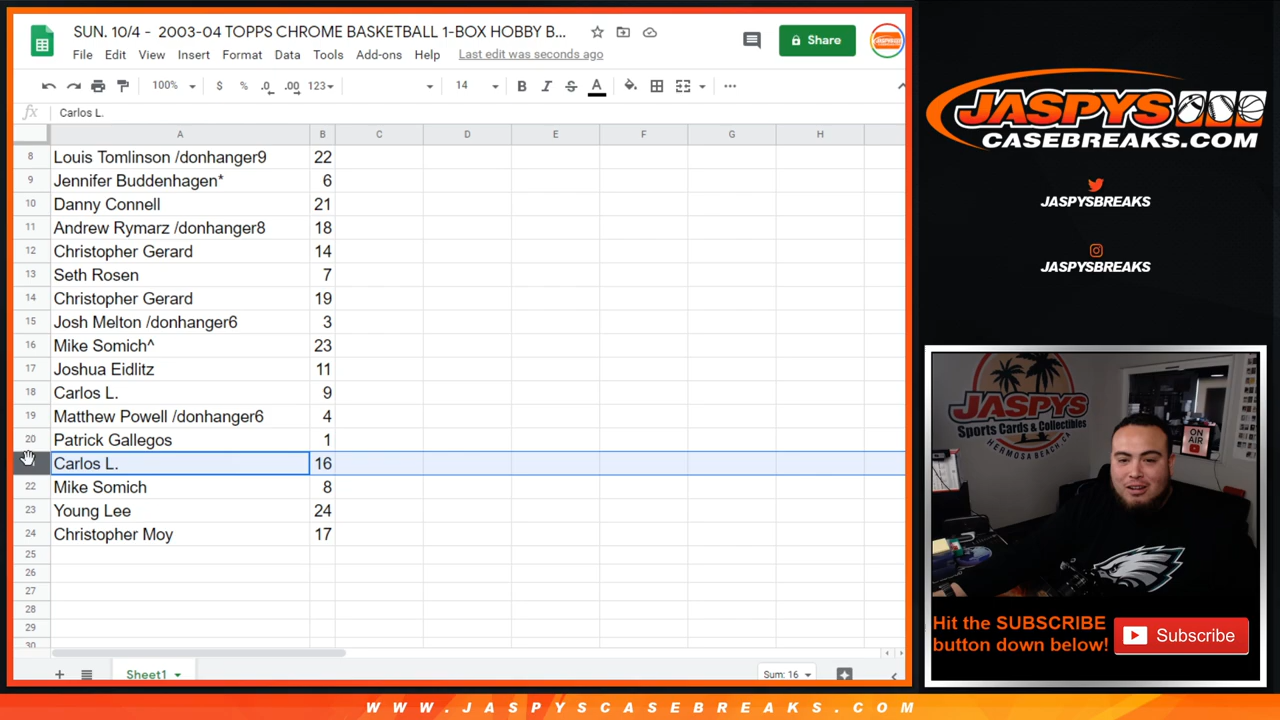 SUN. 10/4 - 2003-04 TOPPS CHROME BASKETBALL 1-BOX HOBBY B...
Share
File Edit View Insert Format Data Tools Add-ons Help Last edit was seconds ago
100% $ % .0 .00 123 14 B I S A
fx Carlos L.
A B C D E F G H
8 Louis Tomlinson /donhanger9 22
9 Jennifer Buddenhagen* 6
10 Danny Connell 21
11 Andrew Rymarz /donhanger8 18
12 Christopher Gerard 14
13 Seth Rosen 7
14 Christopher Gerard 19
15 Josh Melton /donhanger6 3
16 Mike Somich^ 23
17 Joshua Eidlitz 11
18 Carlos L. 9
19 Matthew Powell /donhanger6 4
20 Patrick Gallegos 1
Carlos L. 16
22 Mike Somich 8
23 Young Lee 24
24 Christopher Moy 17
25
26
27
28
29
30
Sheet1
Sum: 16
JASPYS
CASEBREAKS.COM
JASPYSBREAKS
JASPYSBREAKS
JASPYS
Sports Cards & Collectibles
HERMOSA BEACH, CA
ON
AIR
Hit the SUBSCRIBE
button down below!
Subscribe
WWW.JASPYSCASEBREAKS.COM